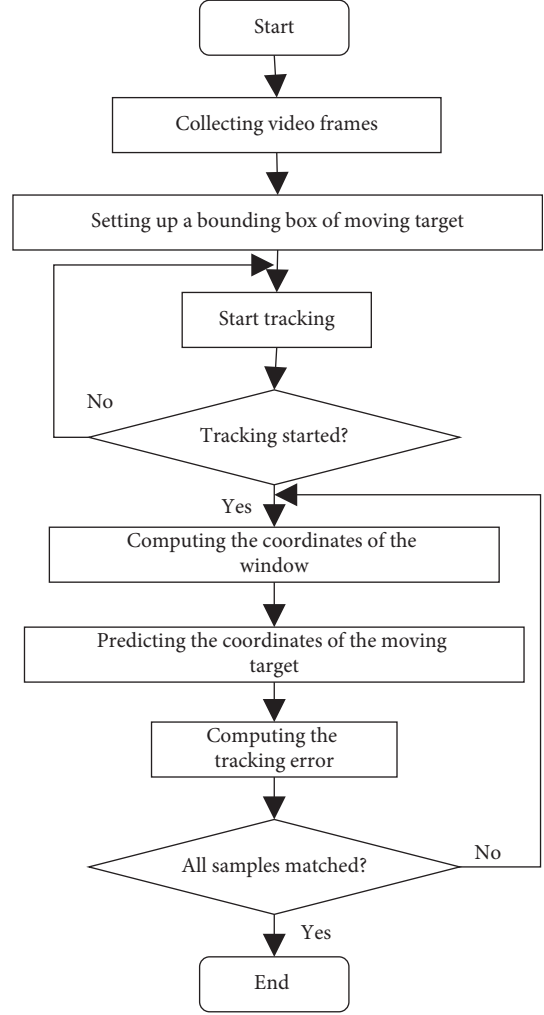 Start
Collecting video frames
Setting up a bounding box of moving target
Start tracking
No
Tracking started?
Yes
Computing the coordinates of the
window
Predicting the coordinates of the moving
target
Computing the
tracking error
All samples matched?
No
Yes
End